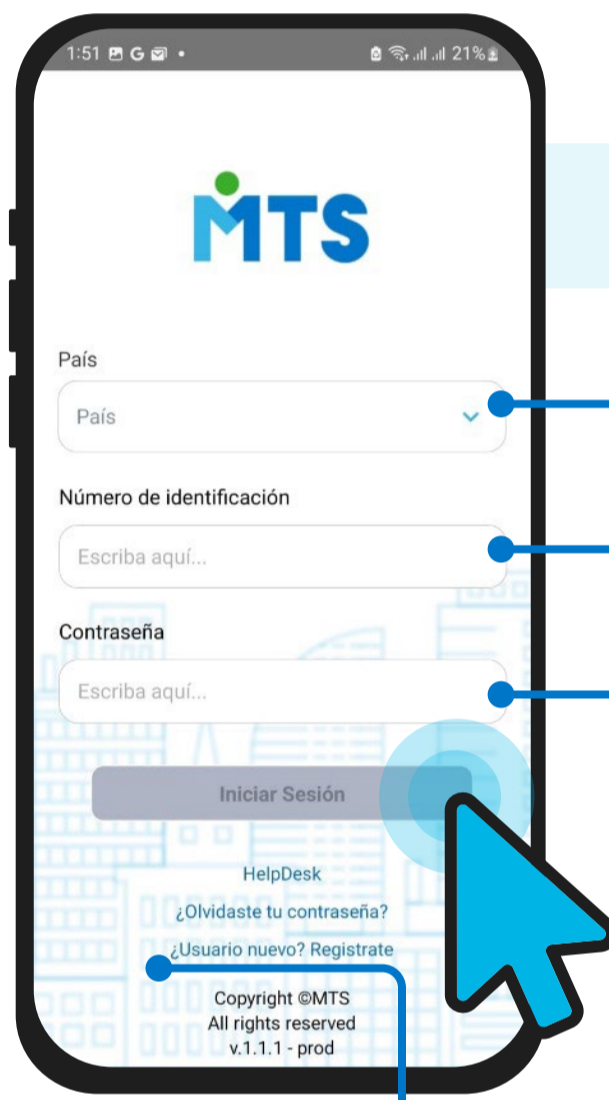 1:51 G 21%
MTS
País
País
Número de identificación
Escriba aquí...
Contraseña
Escriba aquí...
Iniciar Sesión
HelpDesk
¿Olvidaste tu contraseña?
¿Usuario nuevo? Registrate
Copyright ©MTS
All rights reserved
v.1.1.1 - prod